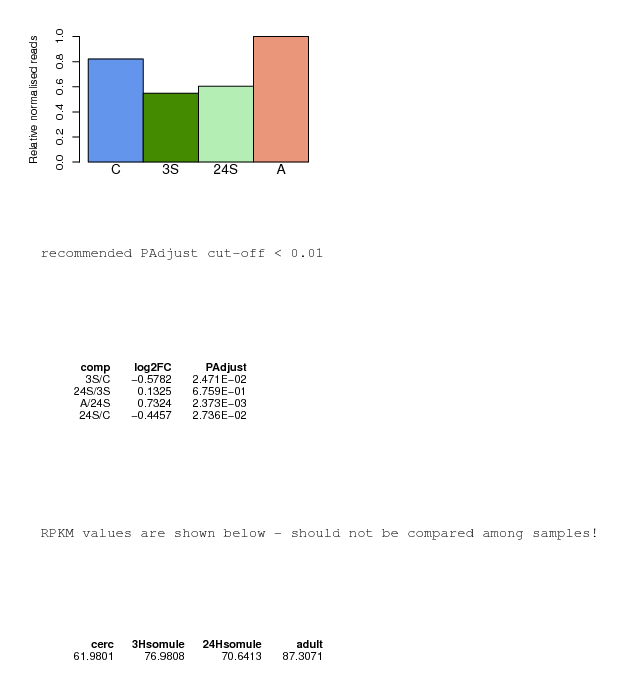 Relative normalised reads
1.0
0.8
0.6
0.4
0.2
0.0
C 3S 24S A
recommended PAdjust cut-off < 0.01
comp log2FC PAdjust
3S/C −0.5782 2.471E−02
24S/3S 0.1325 6.759E−01
A/24S 0.7324 2.373E−03
24S/C −0.4457 2.736E−02
RPKM values are shown below - should not be compared among samples!
cerc 3Hsomule 24Hsomule adult
61.9801 76.9808 70.6413 87.3071